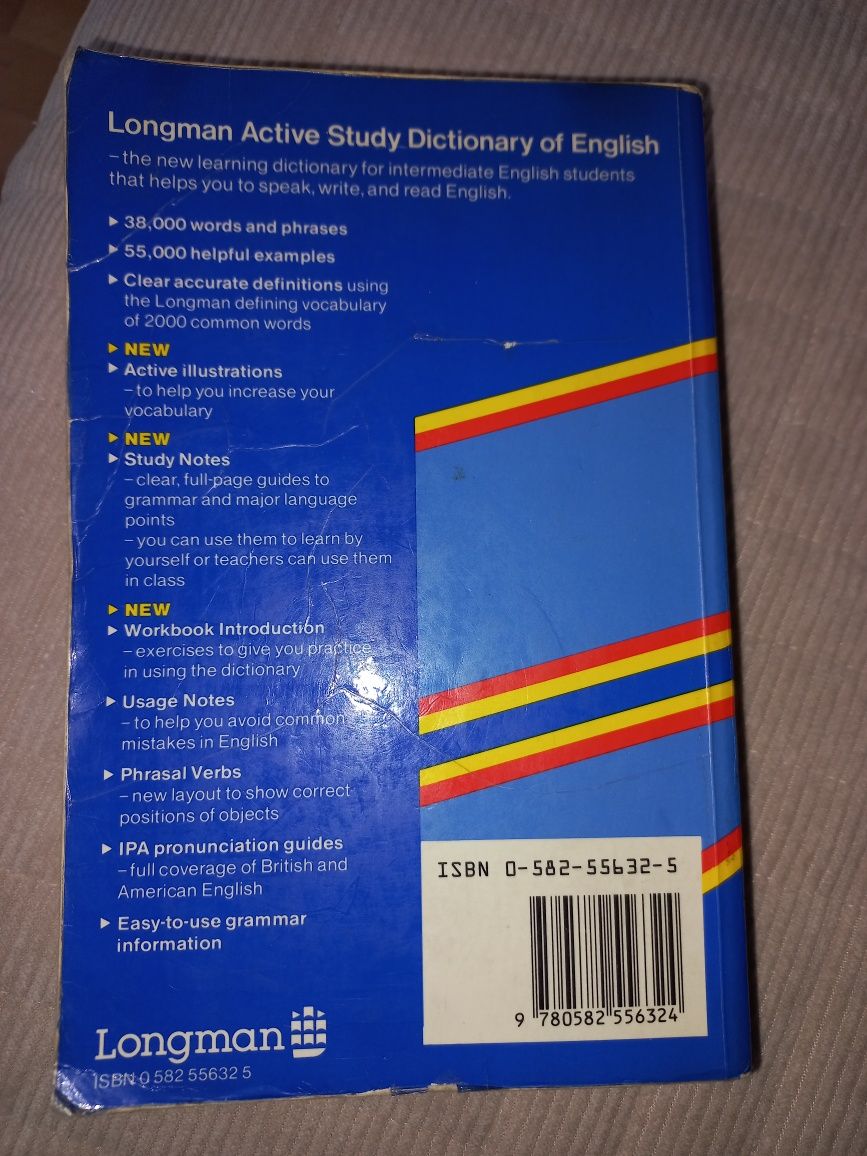 Longman Active Study Dictionary of English
– the new learning dictionary for intermediate English students
that helps you to speak, write, and read English.
▶ 38,000 words and phrases
▶ 55,000 helpful examples
▶ Clear accurate definitions using
the Longman defining vocabulary
of 2000 common words
▶ NEW
▶ Active illustrations
– to help you increase your
vocabulary
▶ NEW
▶ Study Notes
– clear, full-page guides to
grammar and major language
points
– you can use them to learn by
yourself or teachers can use them
in class
▶ NEW
▶ Workbook Introduction
– exercises to give you practice
in using the dictionary
▶ Usage Notes
– to help you avoid common
mistakes in English
▶ Phrasal Verbs
– new layout to show correct
positions of objects
▶ IPA pronunciation guides
– full coverage of British and
American English
▶ Easy-to-use grammar
information
Longman
ISBN 0 582 55632 5
ISBN 0-582-55632-5
9 780582 556324